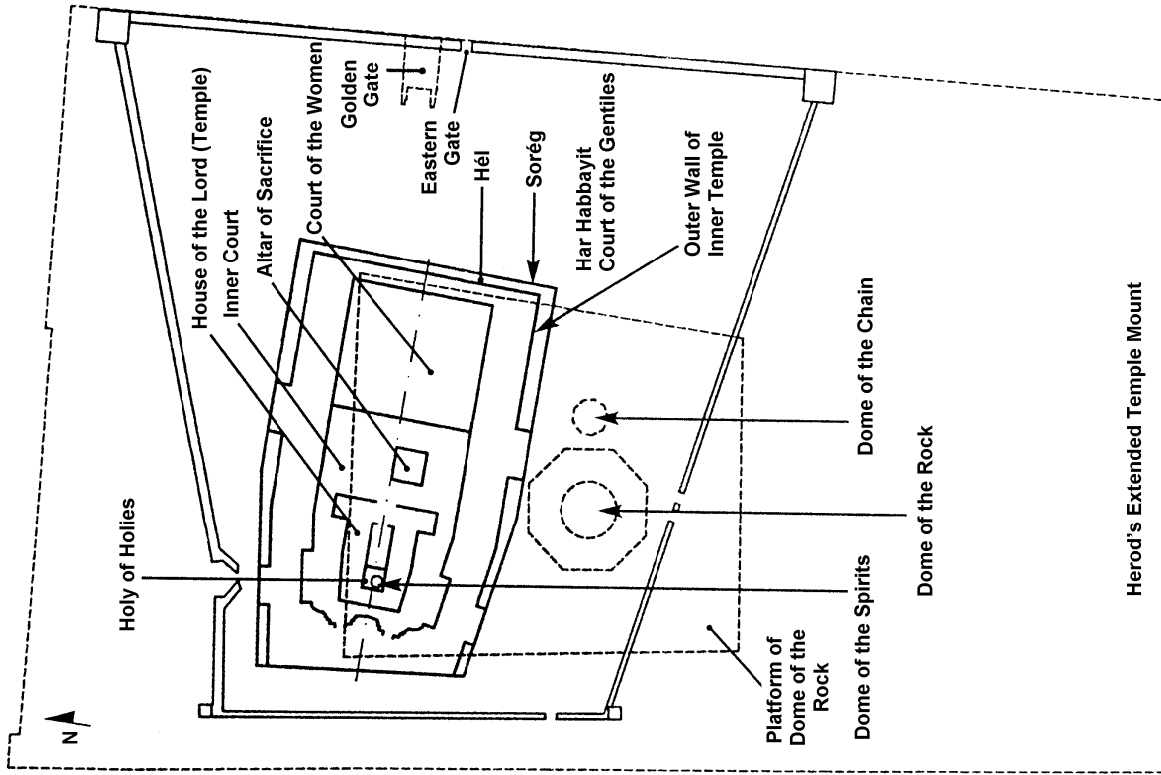 House of the Lord (Temple)
Inner Court
Altar of Sacrifice
Court of the Women
Golden
Gate
Eastern
Gate
Hél
Sorég
Har Habbayit
Court of the Gentiles
Outer Wall of
Inner Temple
Holy of Holies
Dome of the Chain
Dome of the Rock
Dome of the Spirits
Platform of
Dome of the
Rock
Herod's Extended Temple Mount
N